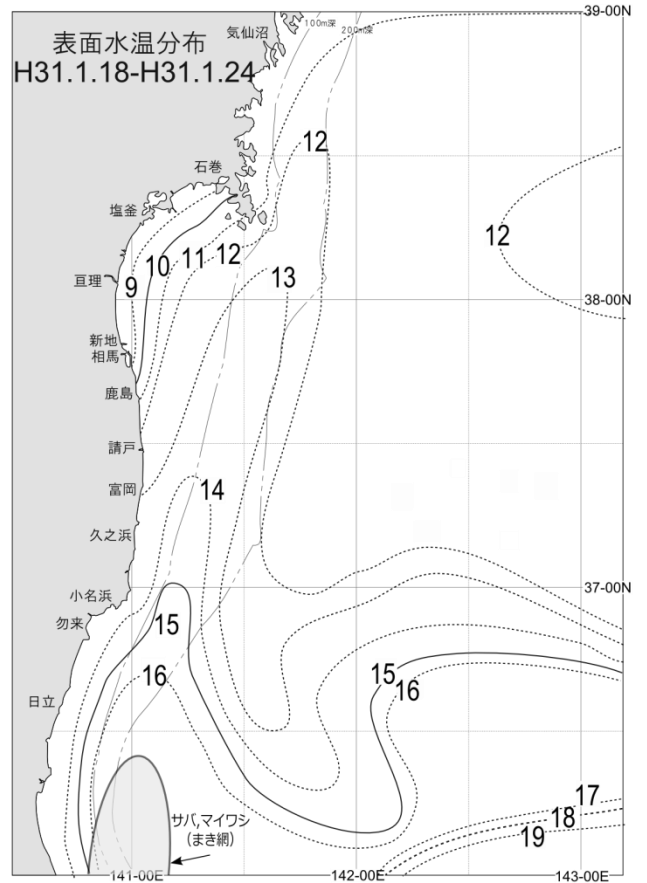 39-00N
100m深
200m深
気仙沼
表面水温分布
H31.1.18-H31.1.24
12
石巻
塩釜
12
13
10
11
12
亘理
9
38-00N
新地
相馬
鹿島
請戸
富岡
14
久之浜
37-00N
小名浜
勿来
15
16
15
16
日立
17
18
19
サバ,マイワシ
(まき網)
141-00E
142-00E
143-00E